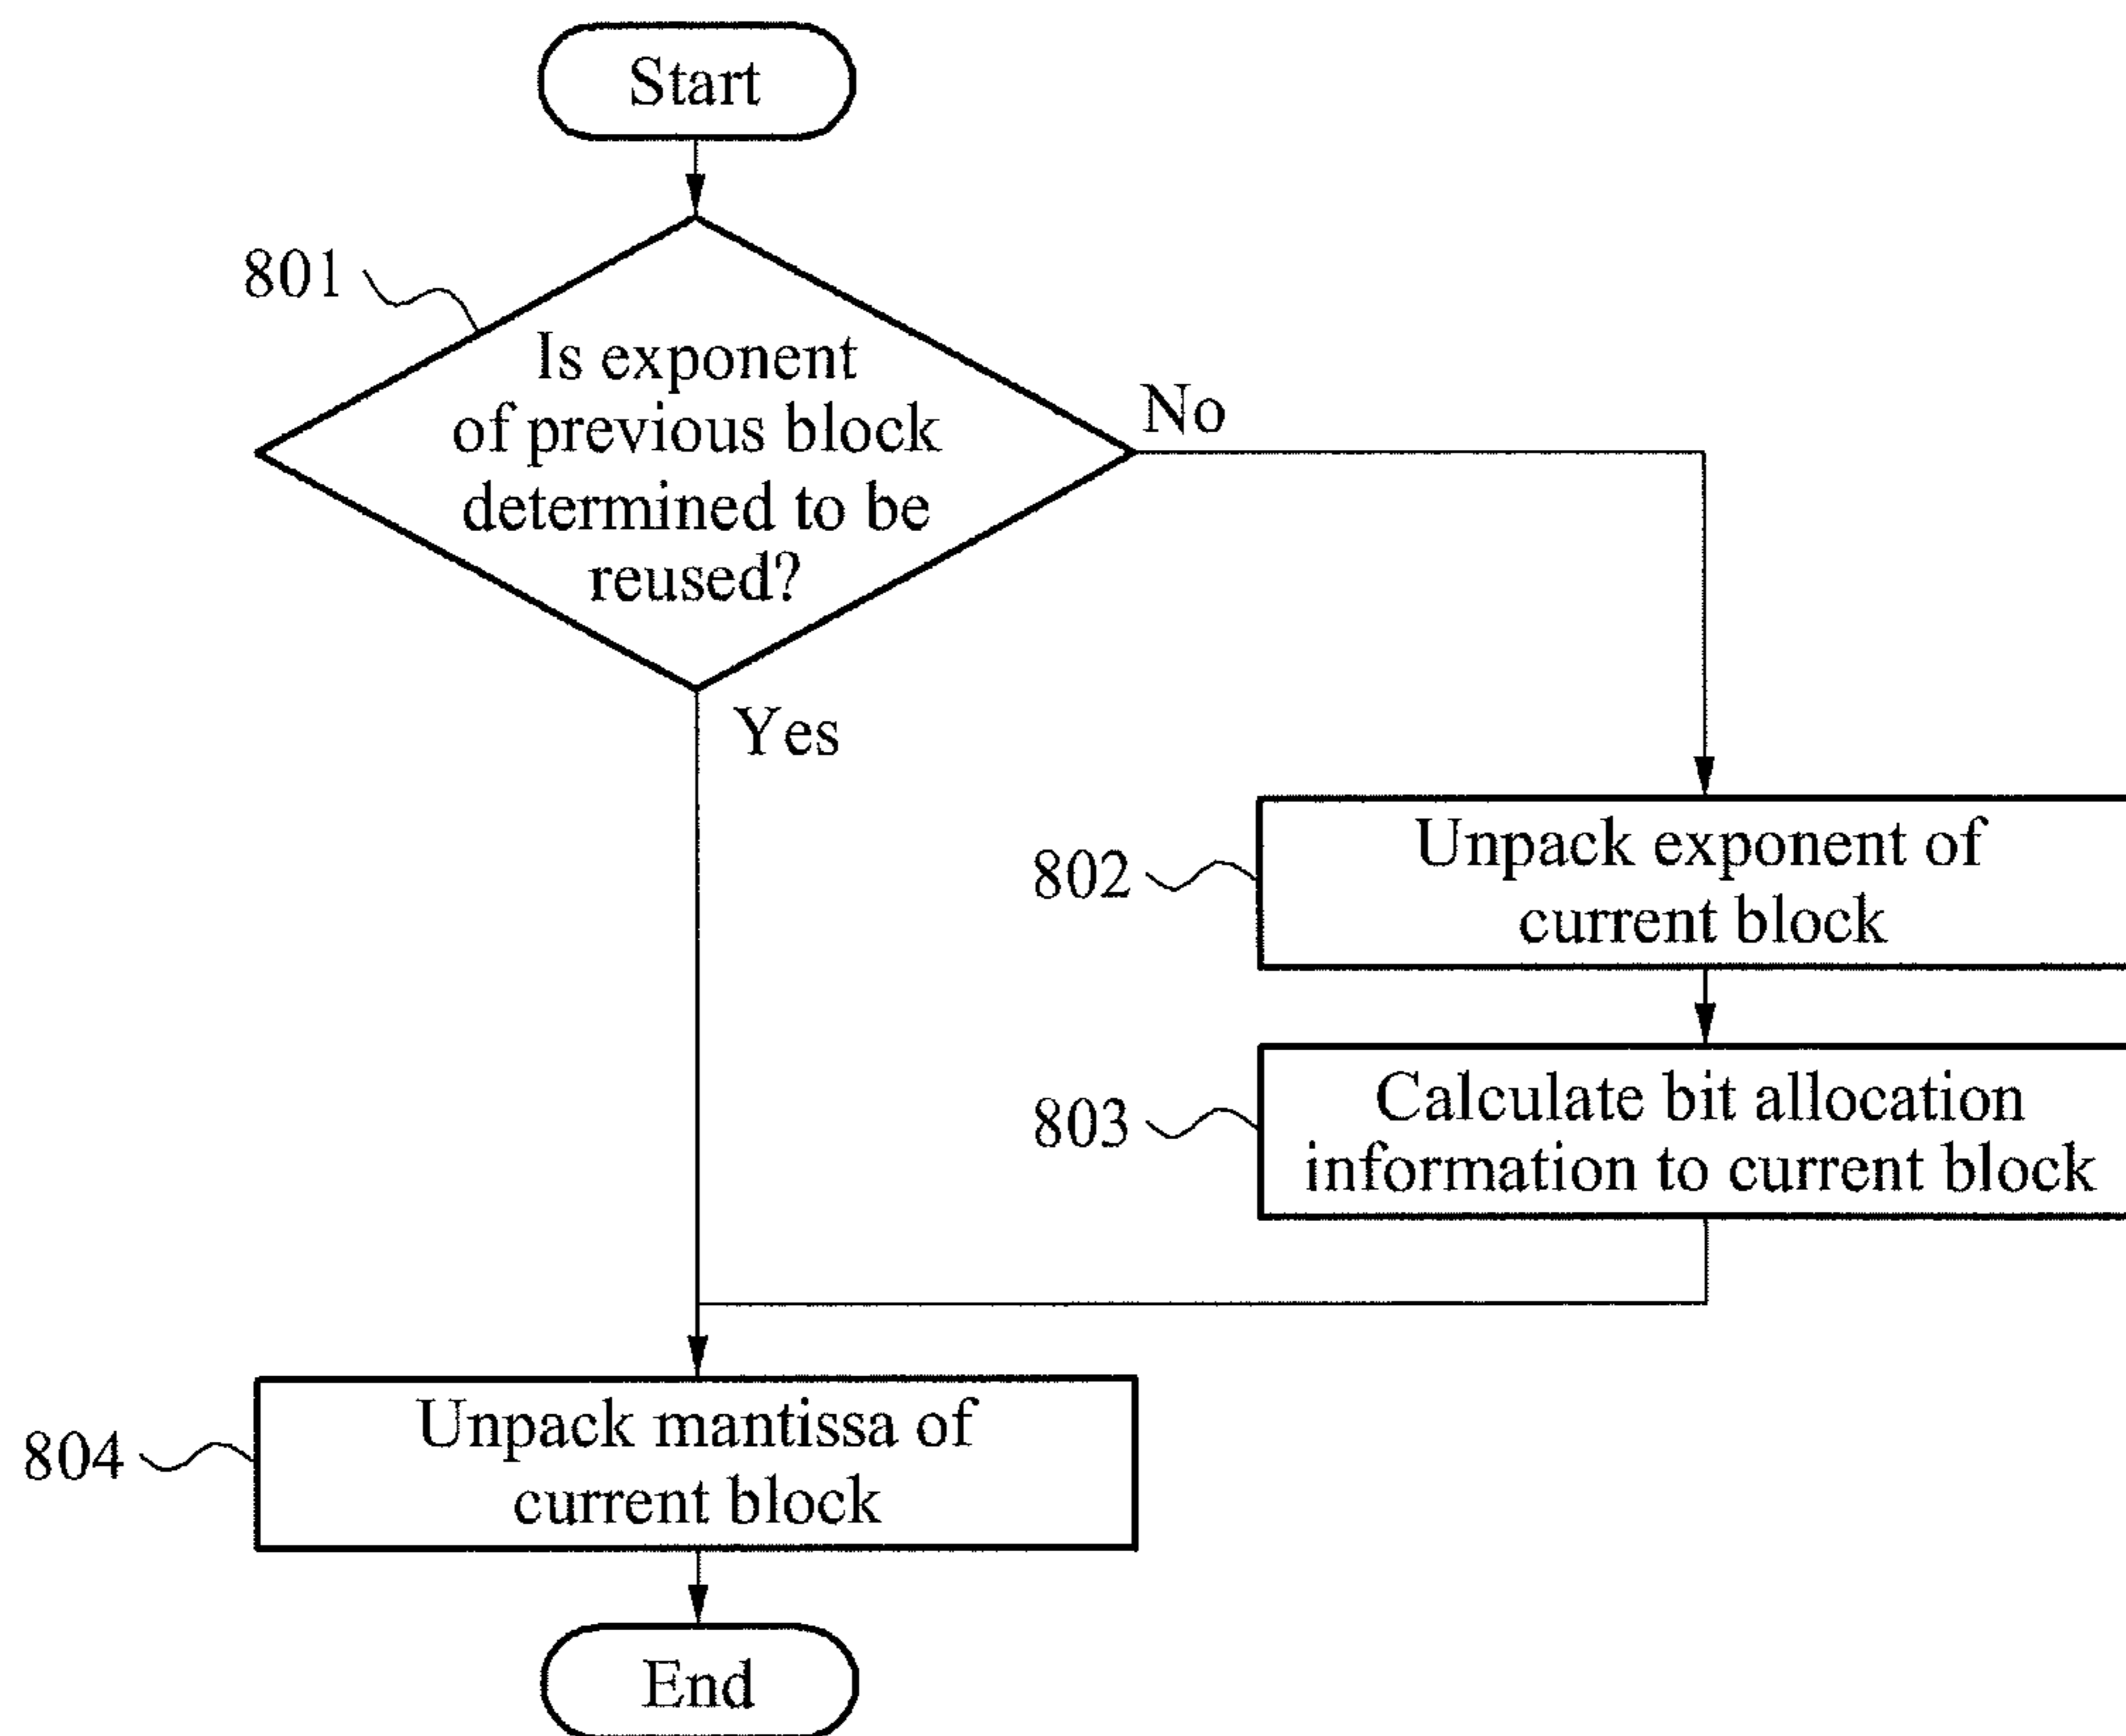 Start
801
Is exponent
of previous block
determined to be
reused?
No
Yes
802
Unpack exponent of
current block
803
Calculate bit allocation
information to current block
804
Unpack mantissa of
current block
End